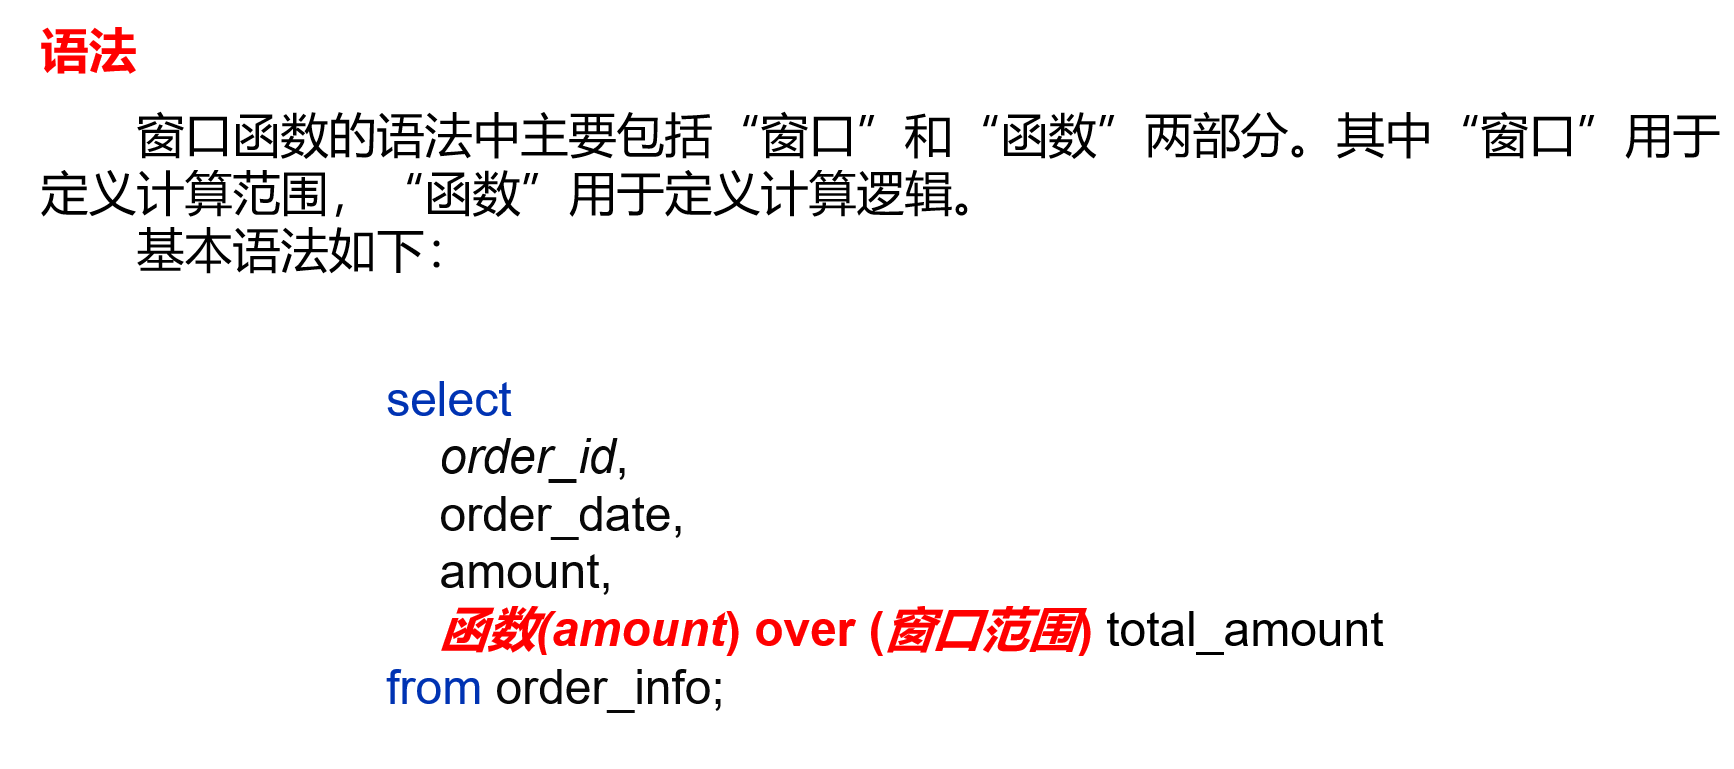 语法
窗口函数的语法中主要包括“窗口”和“函数”两部分。其中“窗口”用于
定义计算范围，“函数”用于定义计算逻辑。
基本语法如下：
select
order_id,
order_date,
amount,
函数(amount) over (窗口范围) total_amount
from order_info;